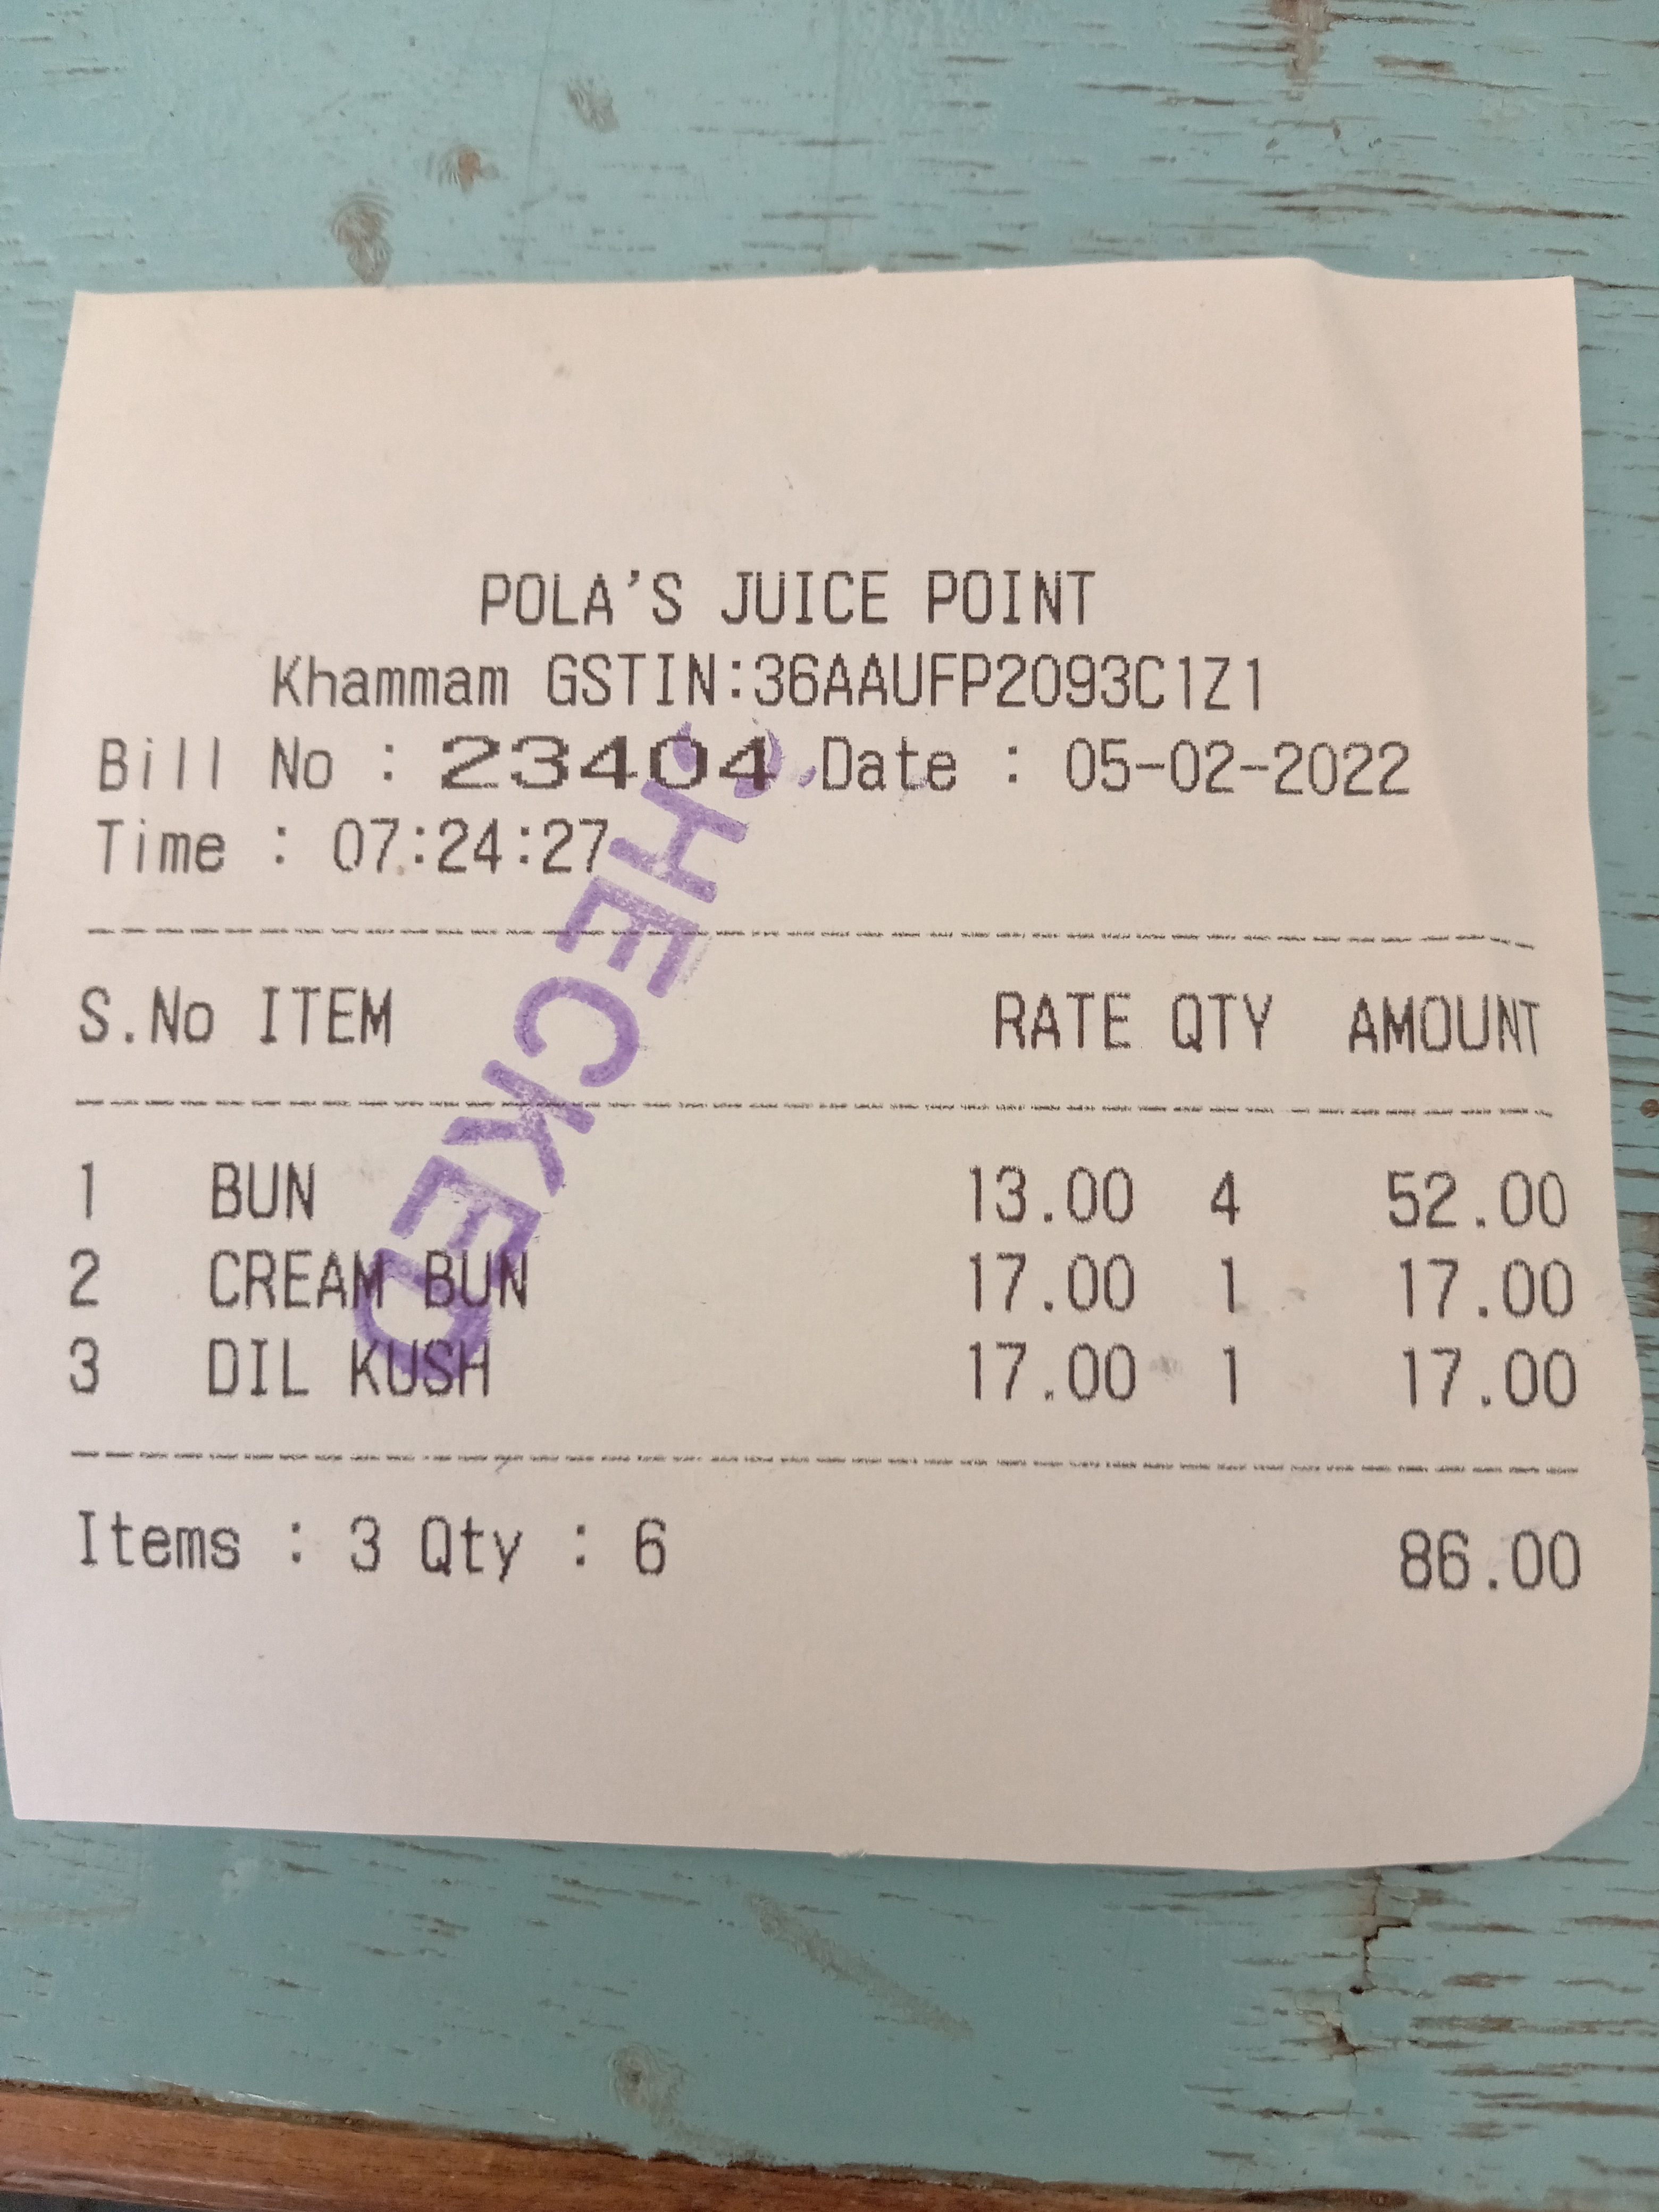 POLA'S JUICE POINT
Khammam GSTIN:36AAUFP2093C1Z1
Bill No : 23404 Date : 05-02-2022
Time : 07:24:27
CHECKED
S.No ITEM RATE QTY AMOUNT
1 BUN 13.00 4 52.00
2 CREAM BUN 17.00 1 17.00
3 DIL KUSH 17.00 1 17.00
Items : 3 Qty : 6 86.00